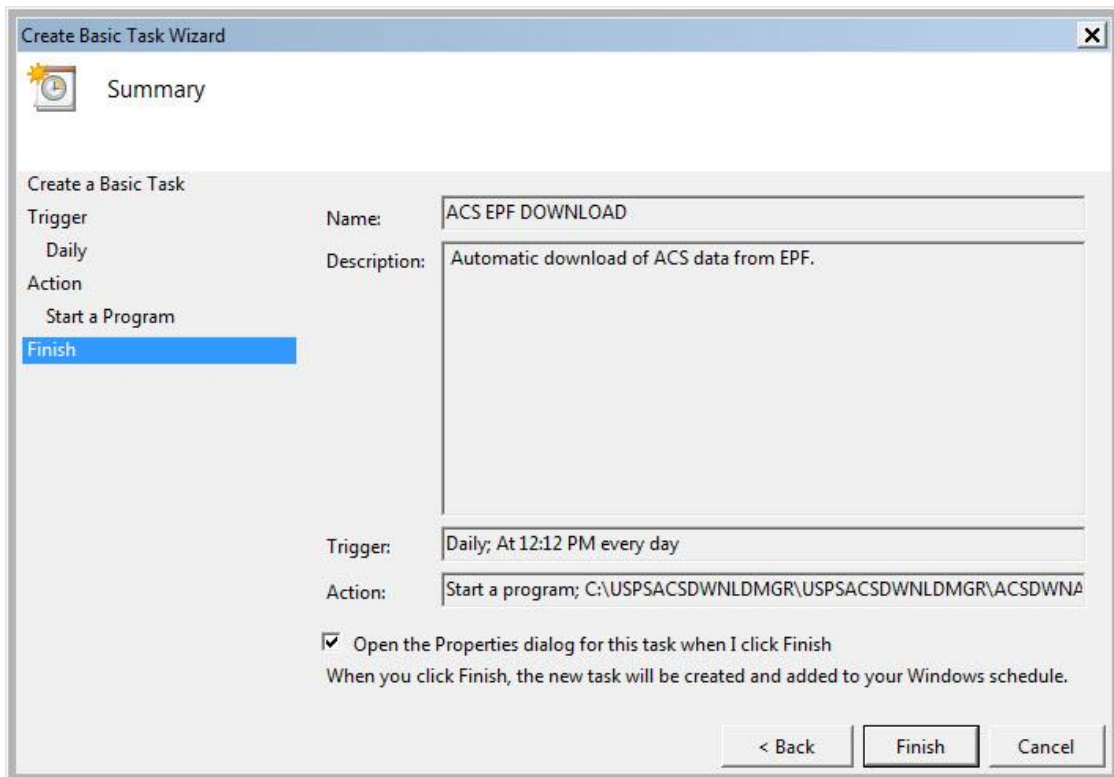 Create Basic Task Wizard
Summary
Create a Basic Task
Trigger
Daily
Action
Start a Program
Finish
Name:
ACS EPF DOWNLOAD
Description:
Automatic download of ACS data from EPF.
Trigger:
Daily; At 12:12 PM every day
Action:
Start a program; C:\USPSACSDWNLDMGR\USPSACSDWNLDMGR\ACSDWNA
Open the Properties dialog for this task when I click Finish
When you click Finish, the new task will be created and added to your Windows schedule.
< Back
Finish
Cancel